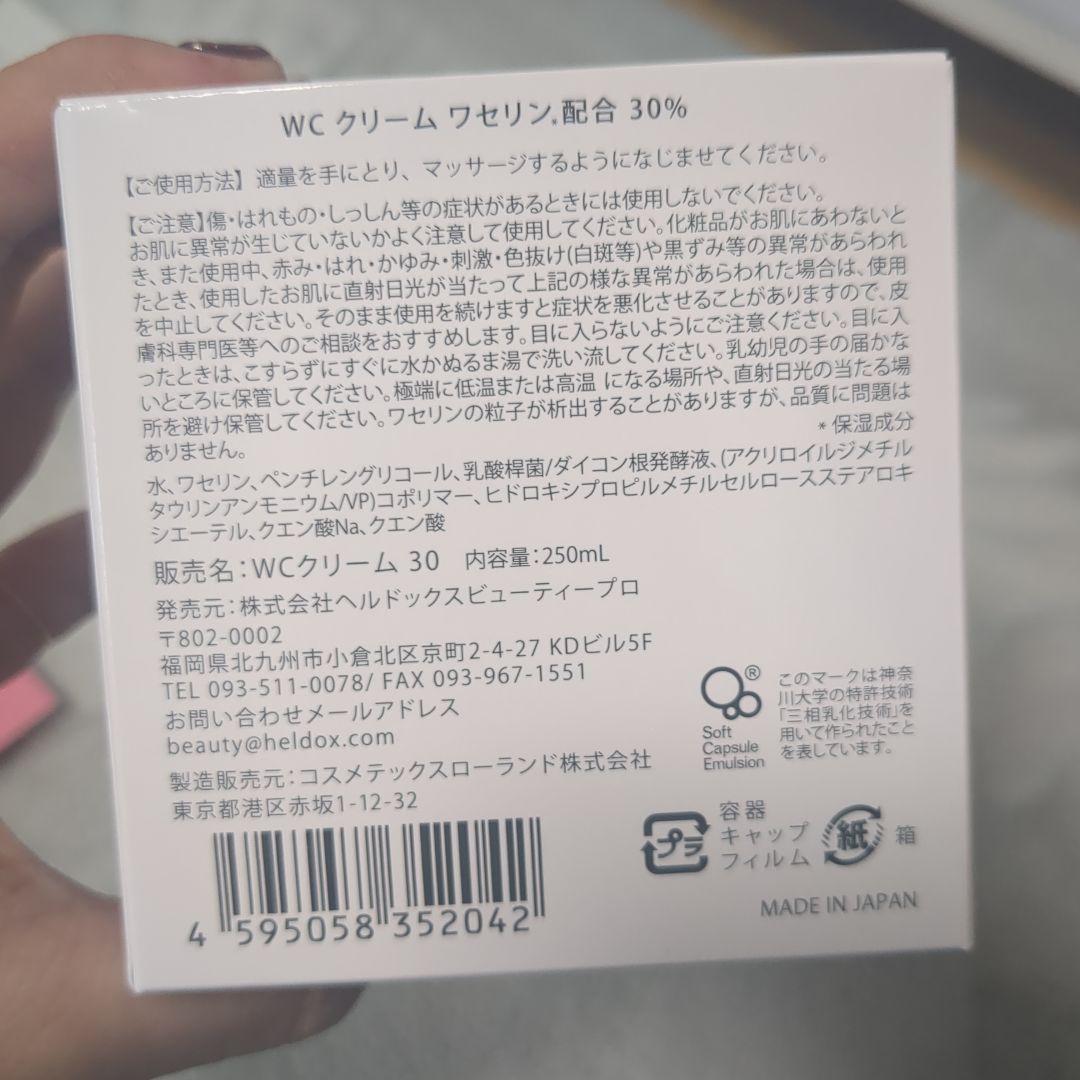 WC クリーム ワセリン*配合 30%
【ご使用方法】適量を手にとり、マッサージするようになじませてください。
【ご注意】傷・はれもの・しっしん等の症状があるときには使用しないでください。
お肌に異常が生じていないかよく注意して使用してください。化粧品がお肌にあわないと
き、また使用中、赤み・はれ・かゆみ・刺激・色抜け(白斑等)や黒ずみ等の異常があらわれ
たとき、使用したお肌に直射日光が当たって上記の様な異常があらわれた場合は、使用
を中止してください。そのまま使用を続けますと症状を悪化させることがありますので、皮
膚科専門医等へのご相談をおすすめします。目に入らないようにご注意ください。目に入
ったときは、こすらずにすぐに水かぬるま湯で洗い流してください。乳幼児の手の届かな
いところに保管してください。極端に低温または高温 になる場所や、直射日光の当たる場
所を避け保管してください。ワセリンの粒子が析出することがありますが、品質に問題は
ありません。
*保湿成分
水、ワセリン、ペンチレングリコール、乳酸桿菌/ダイコン根発酵液、(アクリロイルジメチル
タウリンアンモニウム/VP)コポリマー、ヒドロキシプロピルメチルセルロースステアロキ
シエーテル、クエン酸Na、クエン酸
販売名：WCクリーム 30 内容量：250mL
発売元：株式会社ヘルドックスビューティープロ
〒802-0002
福岡県北九州市小倉北区京町2-4-27 KDビル5F
TEL 093-511-0078/ FAX 093-967-1551
お問い合わせメールアドレス
beauty@heldox.com
製造販売元：コスメテックスローランド株式会社
東京都港区赤坂1-12-32
®
Soft
Capsule
Emulsion
このマークは神奈
川大学の特許技術
「三相乳化技術」を
用いて作られたこと
を表しています。
プラ
容器
キャップ
フィルム
紙
箱
4 595058 352042
MADE IN JAPAN